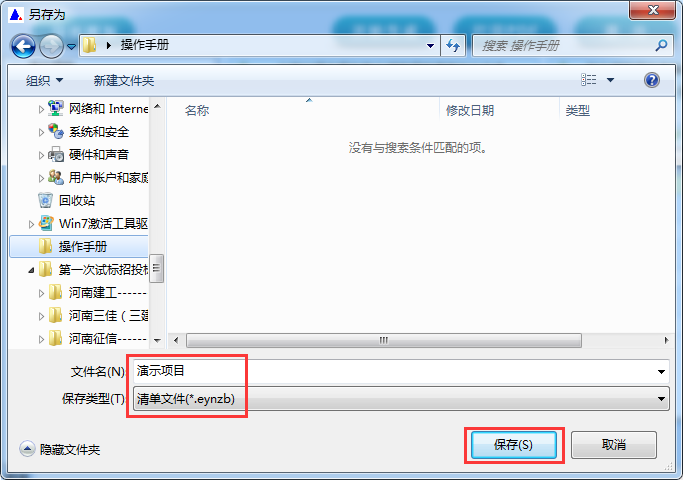 另存为
操作手册
搜索 操作手册
组织
新建文件夹
名称
修改日期
类型
没有与搜索条件匹配的项。
网络和 Interne
系统和安全
硬件和声音
用户帐户和家庭
回收站
Win7激活工具驱
操作手册
第一次试标招投标
河南建工------
河南三佳（三建
河南征信------
文件名(N)
演示项目
保存类型(T):
清单文件(*.eynzb)
隐藏文件夹
保存(S)
取消